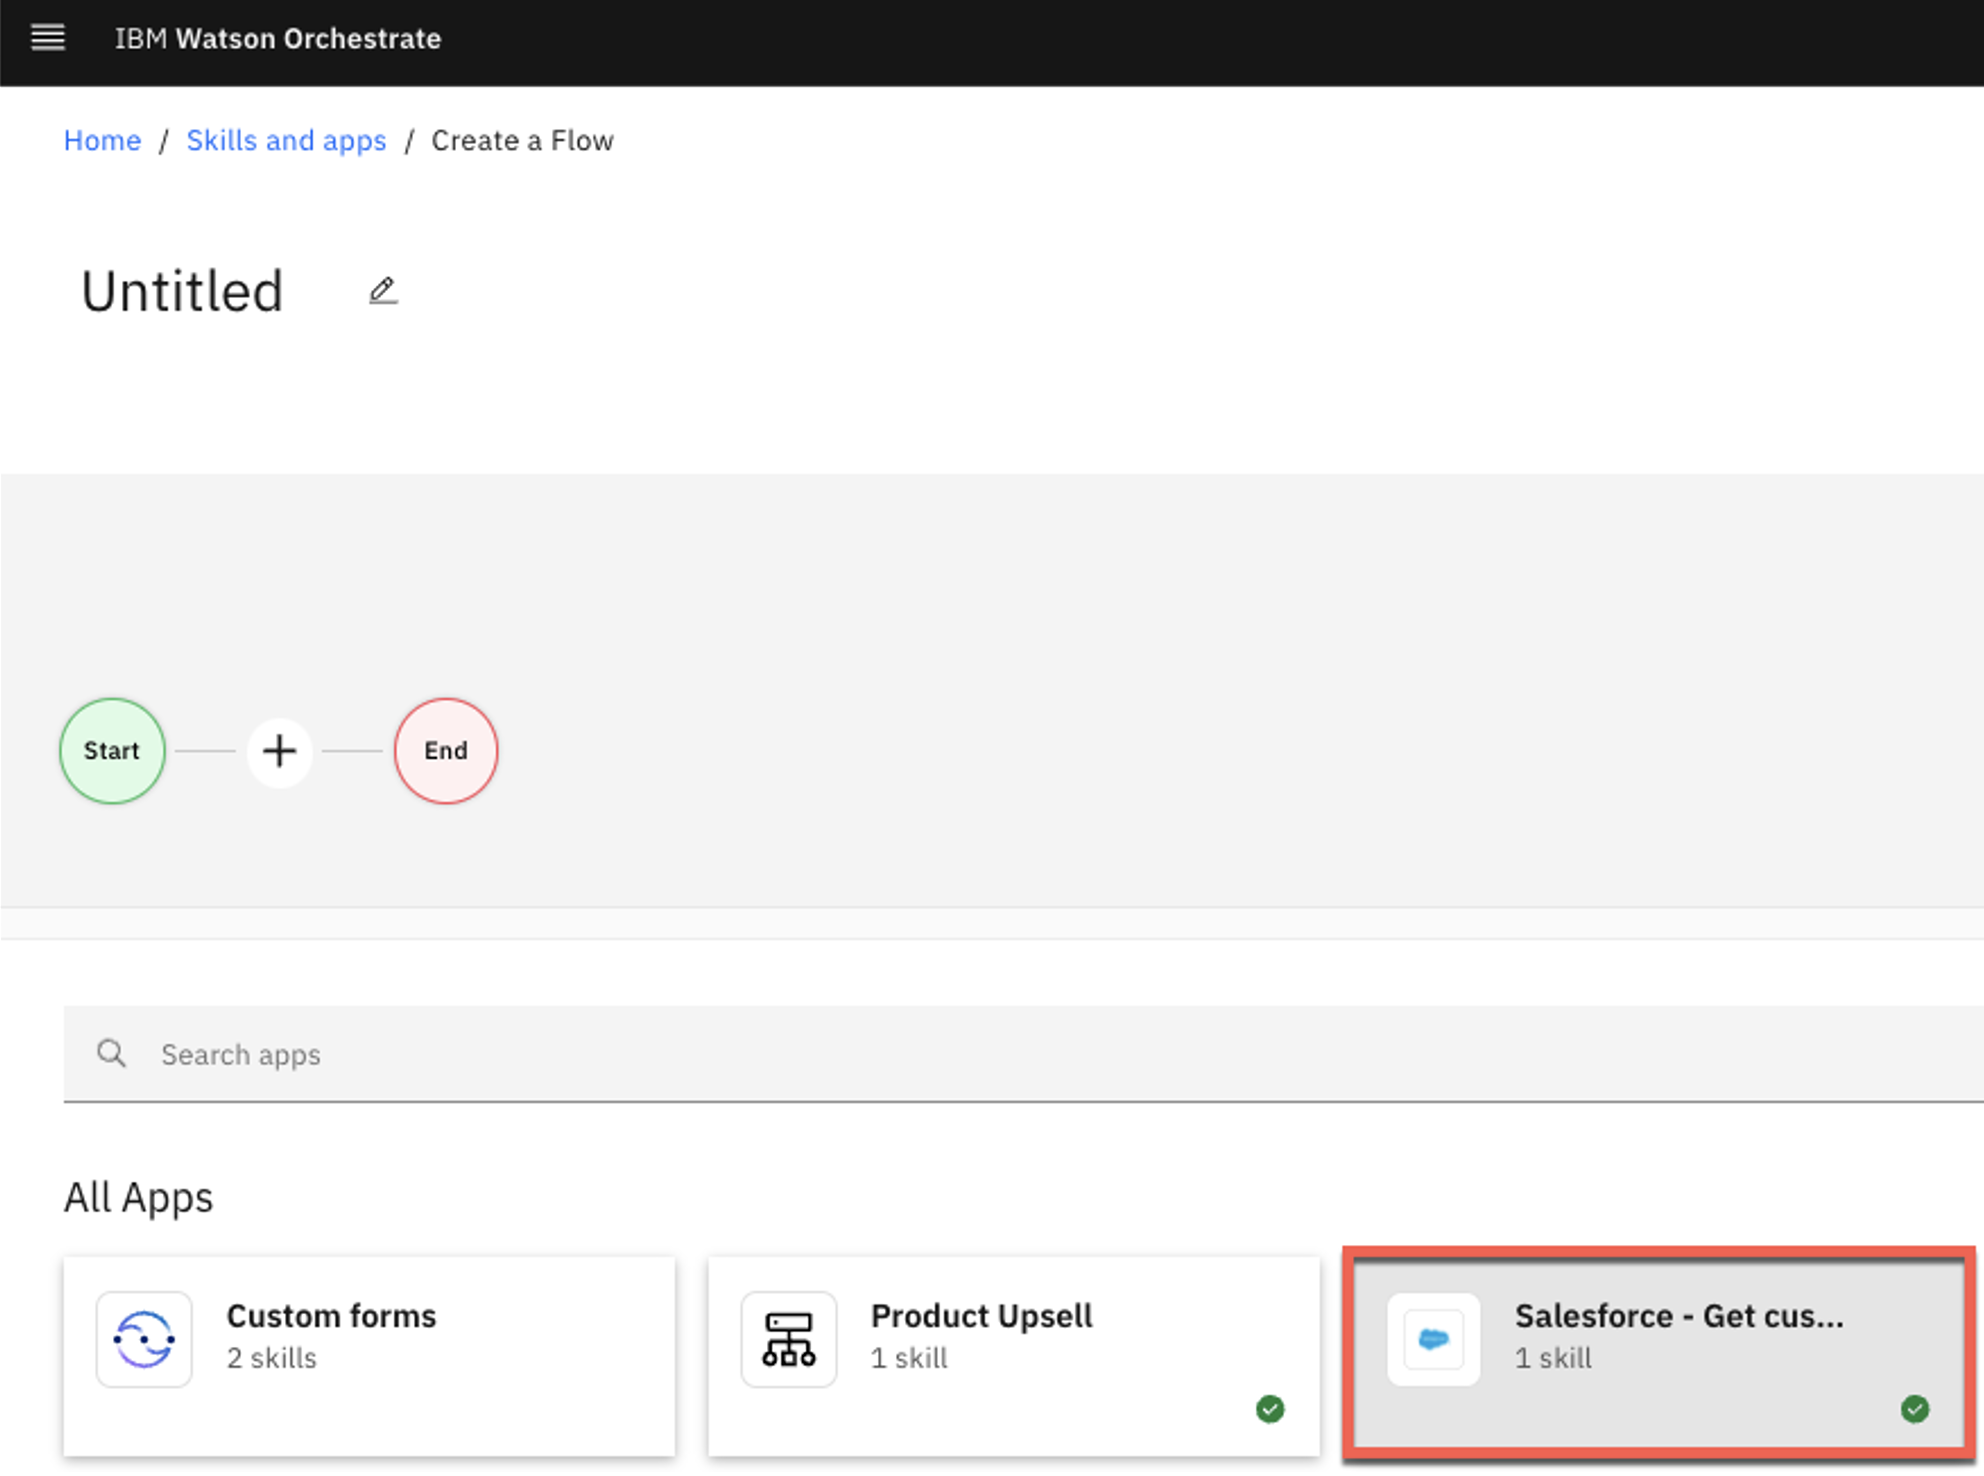 IBM Watson Orchestrate
Home / Skills and apps / Create a Flow
Untitled
Start
End
Search apps
All Apps
Custom forms
2 skills
Product Upsell
1 skill
Salesforce - Get cus...
1 skill